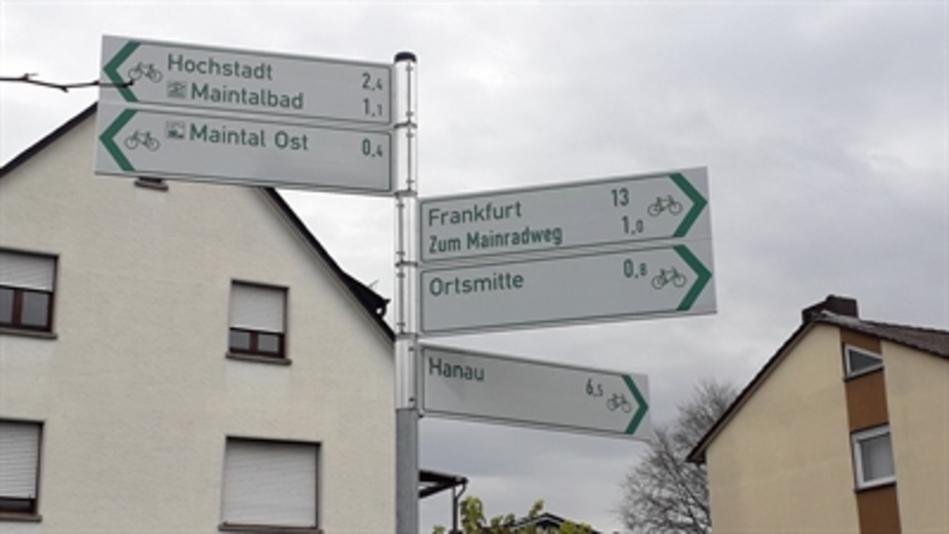 Hochstadt 2,4
Maintalbad 1,1
Maintal Ost 0,4
Frankfurt 13
Zum Mainradweg 1,0
Ortsmitte 0,8
Hanau 6,5